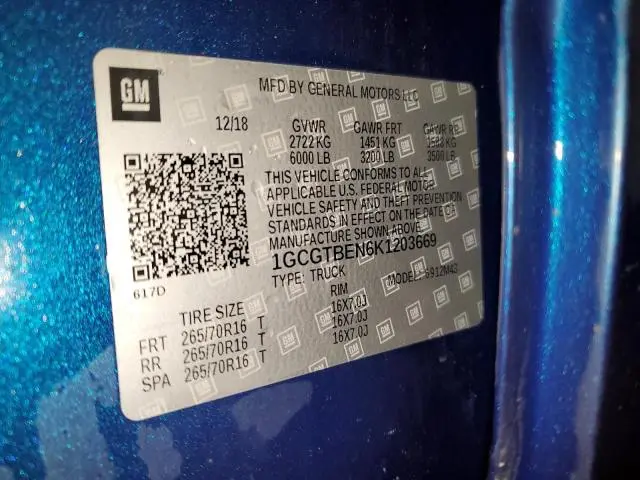 GM
MFD BY GENERAL MOTORS LLC
12/18 GVWR GAWR FRT GAWR RR
2722 KG 1451 KG 1588 KG
6000 LB 3200 LB 3500 LB
THIS VEHICLE CONFORMS TO ALL
APPLICABLE U.S. FEDERAL MOTOR
VEHICLE SAFETY AND THEFT PREVENTION
STANDARDS IN EFFECT ON THE DATE OF
MANUFACTURE SHOWN ABOVE.
1GCGTBEN6K1203669
617D TYPE: TRUCK MODEL:
TIRE SIZE RIM
FRT 265/70R16 T 16X7.0J
RR 265/70R16 T 16X7.0J
SPA 265/70R16 T 16X7.0J